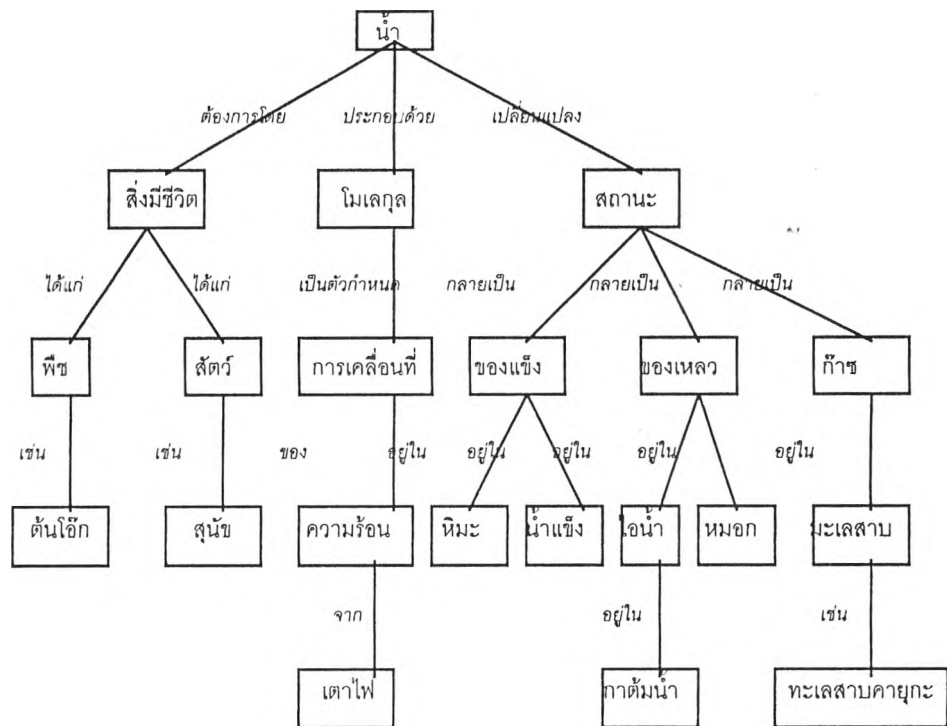 น้ำ
ต้องการโดย ประกอบด้วย เปลี่ยนแปลง
สิ่งมีชีวิต โมเลกุล สถานะ
ได้แก่ ได้แก่ เป็นตัวกำหนด กลายเป็น กลายเป็น กลายเป็น
พืช สัตว์ การเคลื่อนที่ ของแข็ง ของเหลว ก๊าซ
เช่น เช่น ของ อยู่ใน อยู่ใน อยู่ใน อยู่ใน อยู่ใน
ต้นโอ๊ก สุนัข ความร้อน หิมะ น้ำแข็ง ไอน้ำ หมอก มะเลสาบ
จาก อยู่ใน เช่น
เตาไฟ กาต้มน้ำ ทะเลสาบคายุกะ